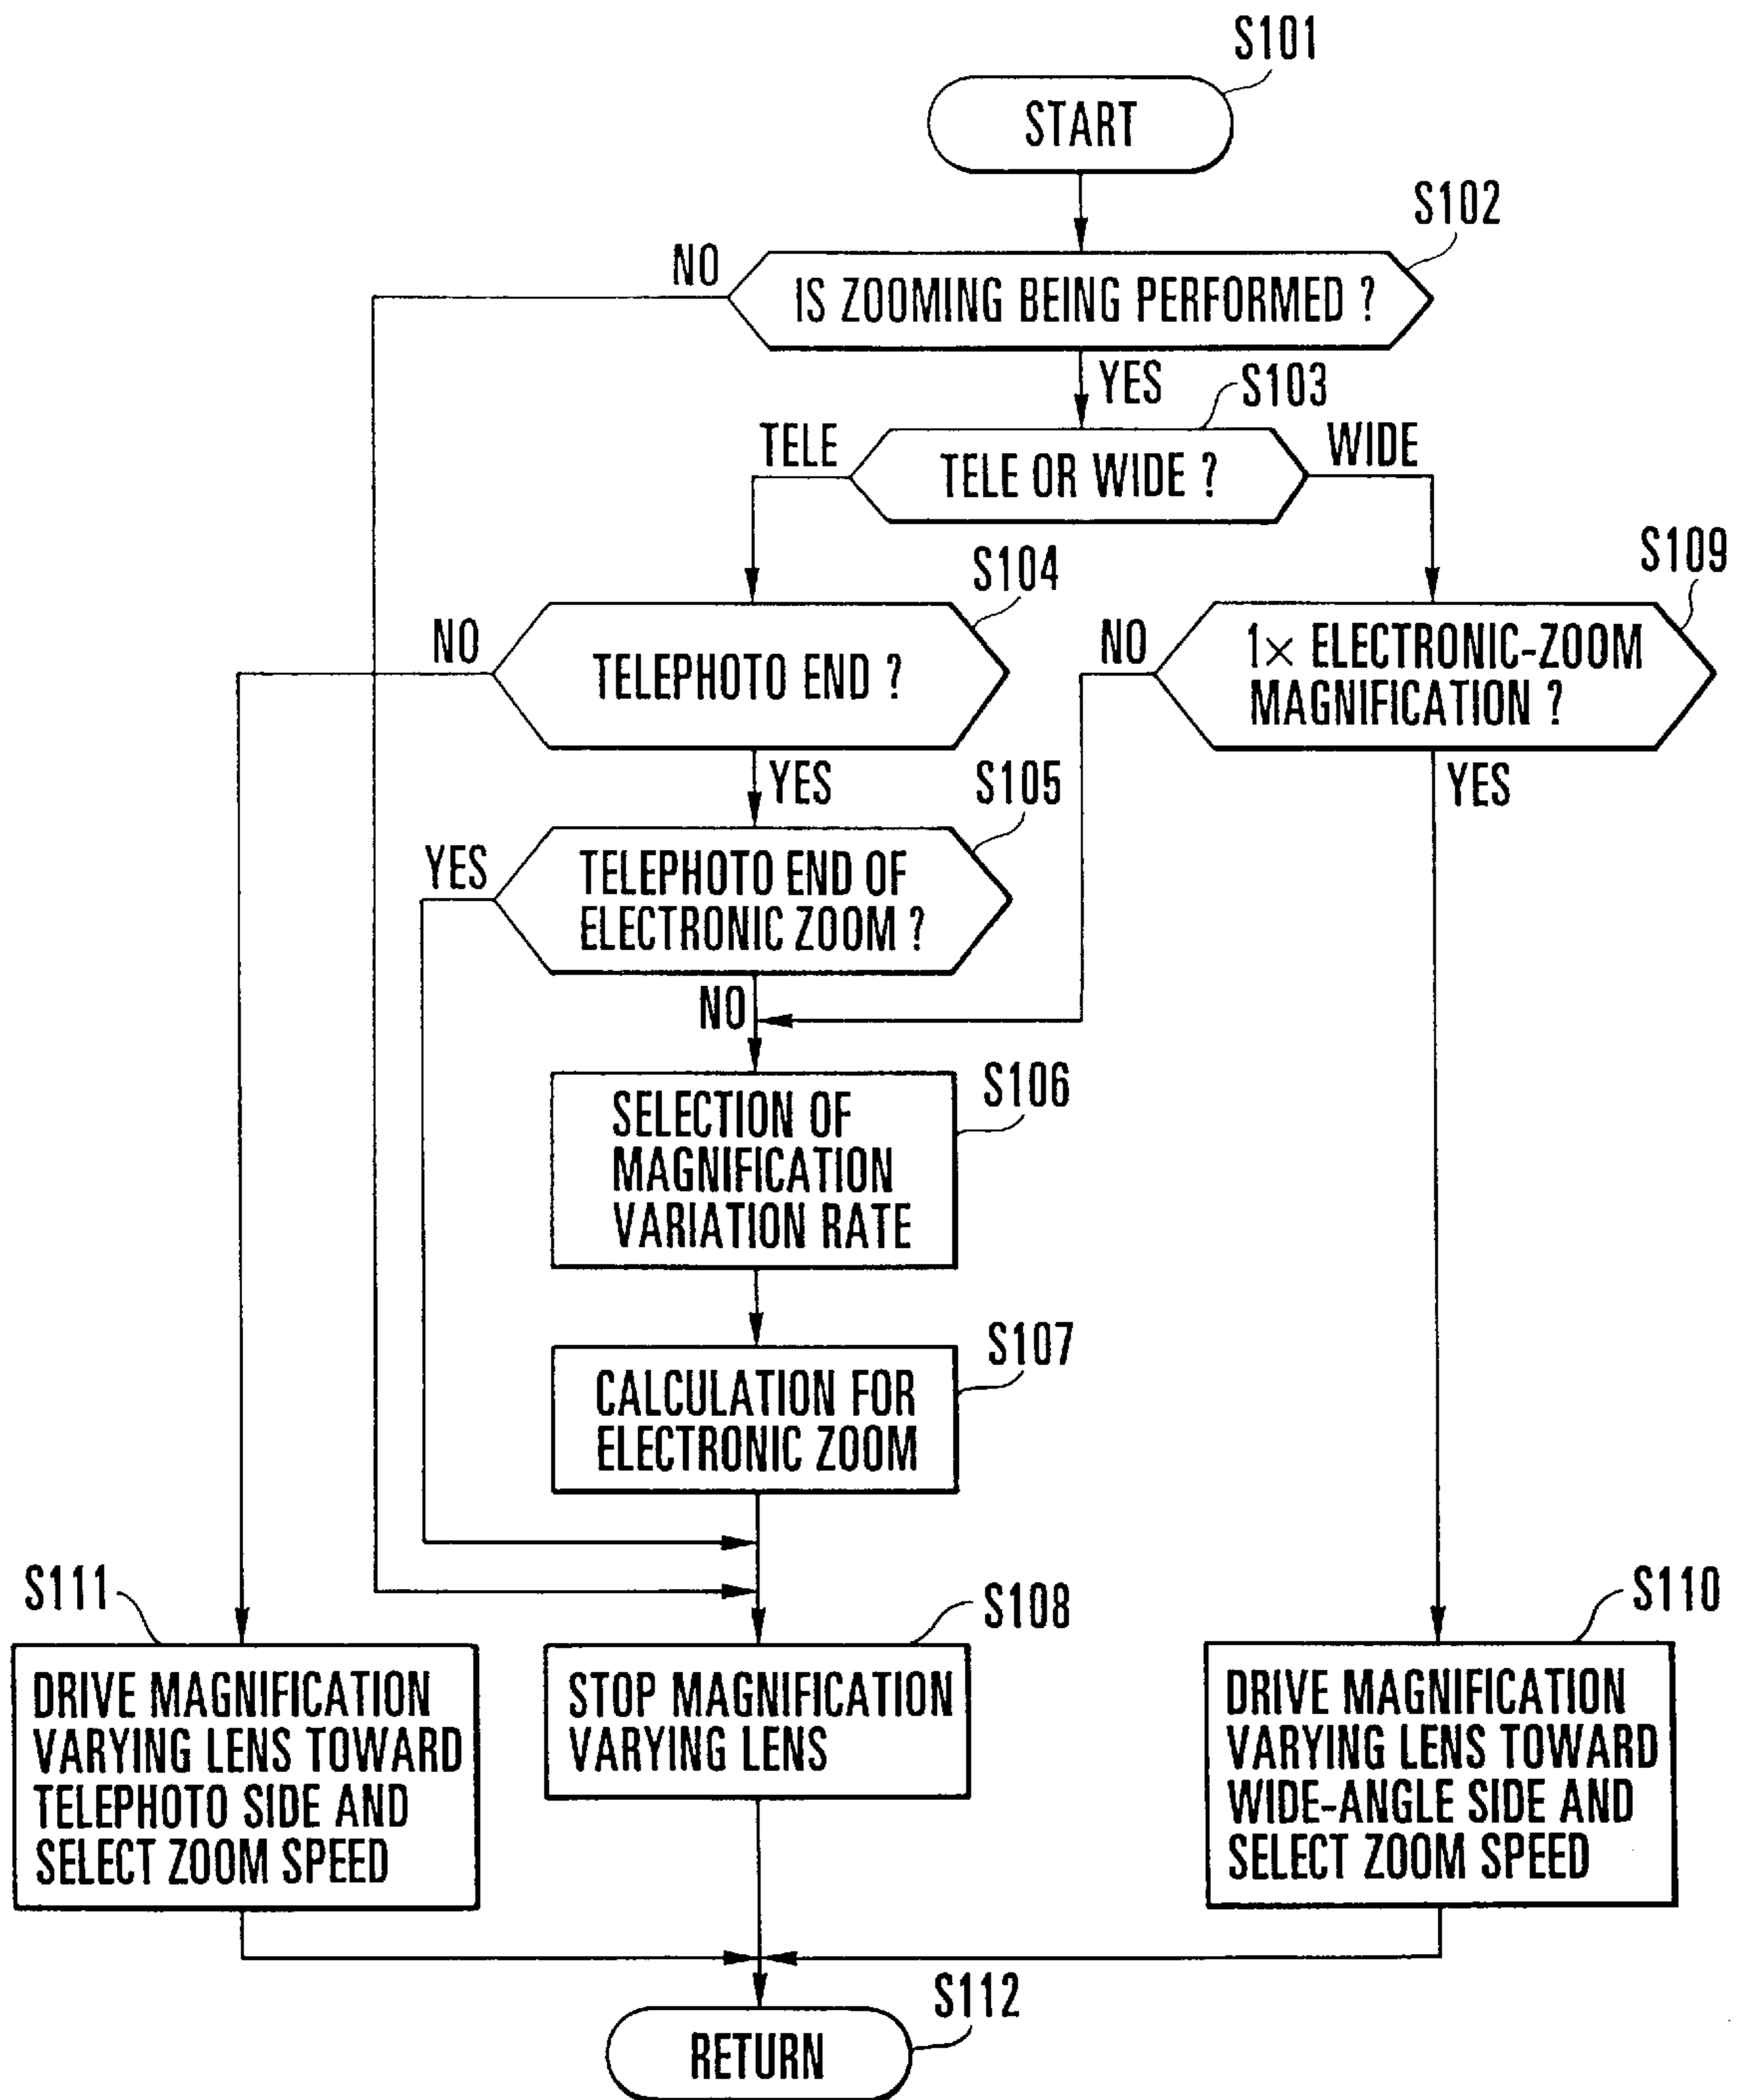 S101
START
S102
NO
IS ZOOMING BEING PERFORMED ?
YES
S103
TELE
TELE OR WIDE ?
WIDE
S104
S109
NO
TELEPHOTO END ?
NO
1× ELECTRONIC-ZOOM
MAGNIFICATION ?
YES
S105
YES
YES
TELEPHOTO END OF
ELECTRONIC ZOOM ?
NO
S106
SELECTION OF
MAGNIFICATION
VARIATION RATE
S107
CALCULATION FOR
ELECTRONIC ZOOM
S111
S108
S110
DRIVE MAGNIFICATION
VARYING LENS TOWARD
TELEPHOTO SIDE AND
SELECT ZOOM SPEED
STOP MAGNIFICATION
VARYING LENS
DRIVE MAGNIFICATION
VARYING LENS TOWARD
WIDE-ANGLE SIDE AND
SELECT ZOOM SPEED
S112
RETURN